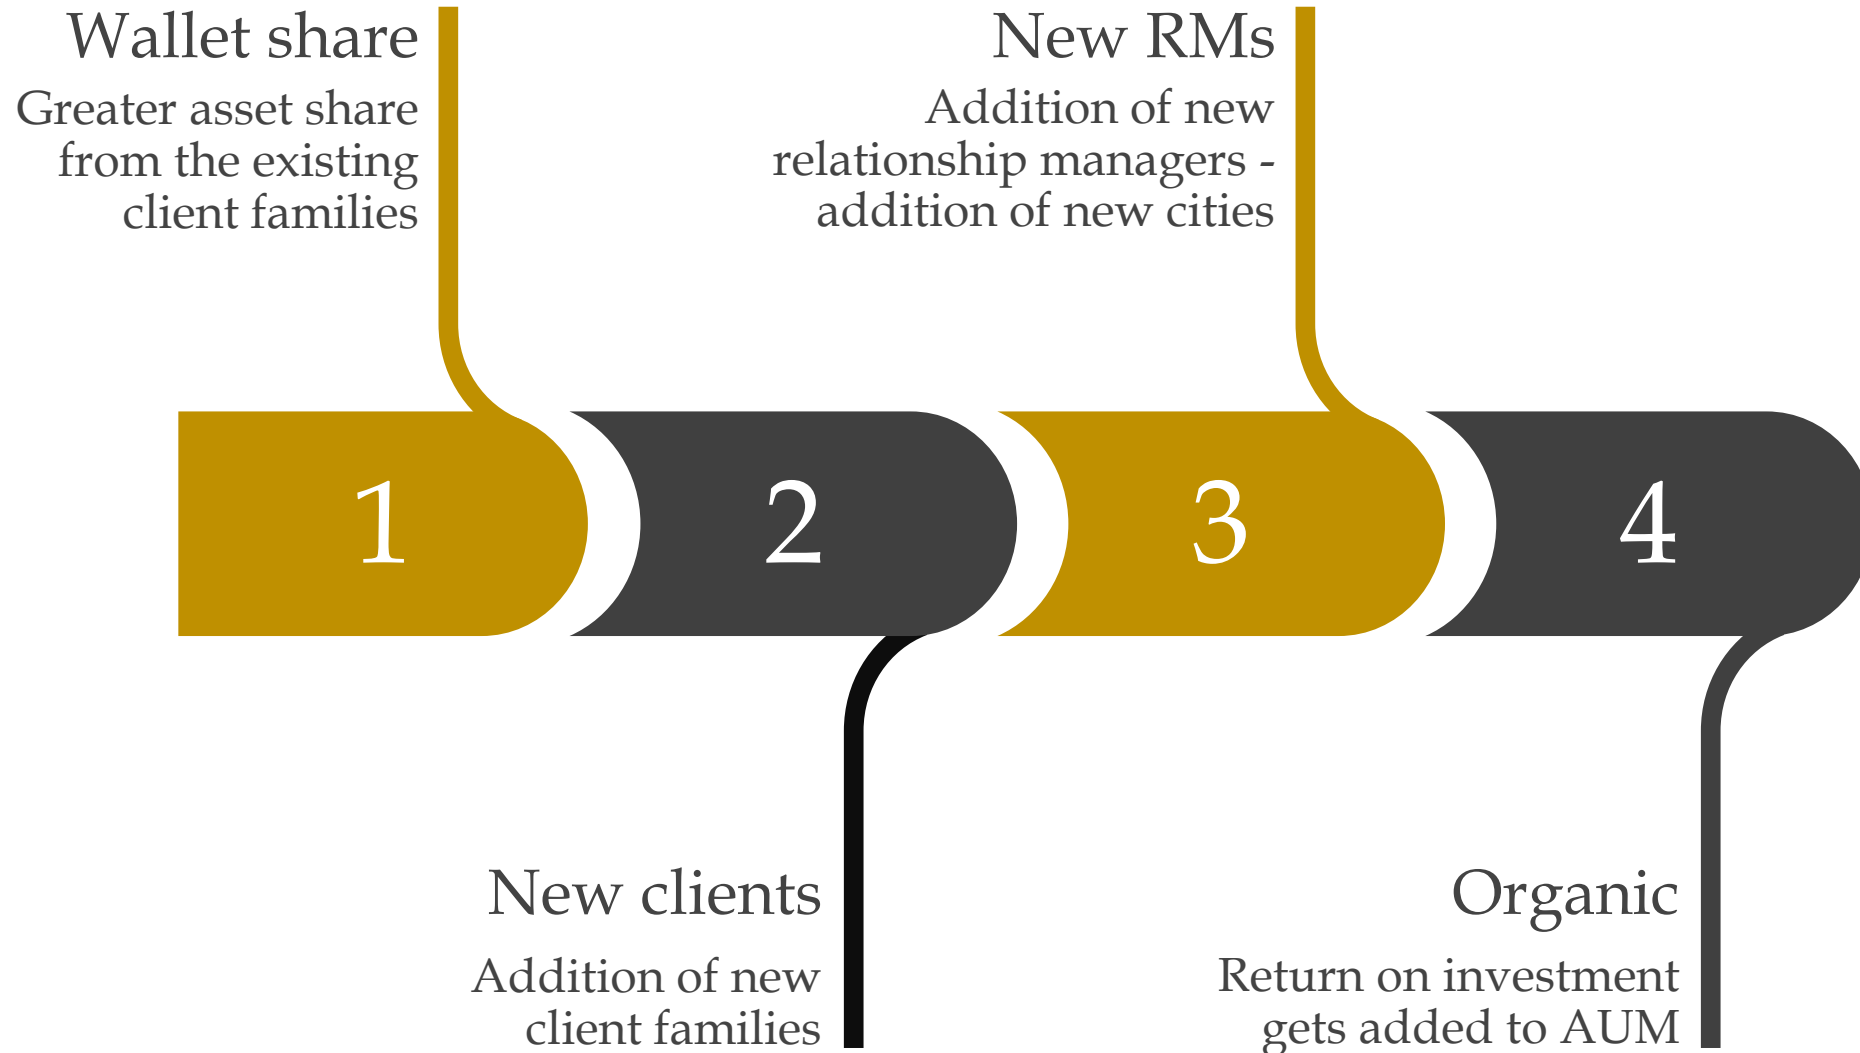 Wallet share
Greater asset share
from the existing
client families
New RMs
Addition of new
relationship managers -
addition of new cities
1
2
3
4
New clients
Addition of new
client families
Organic
Return on investment
gets added to AUM